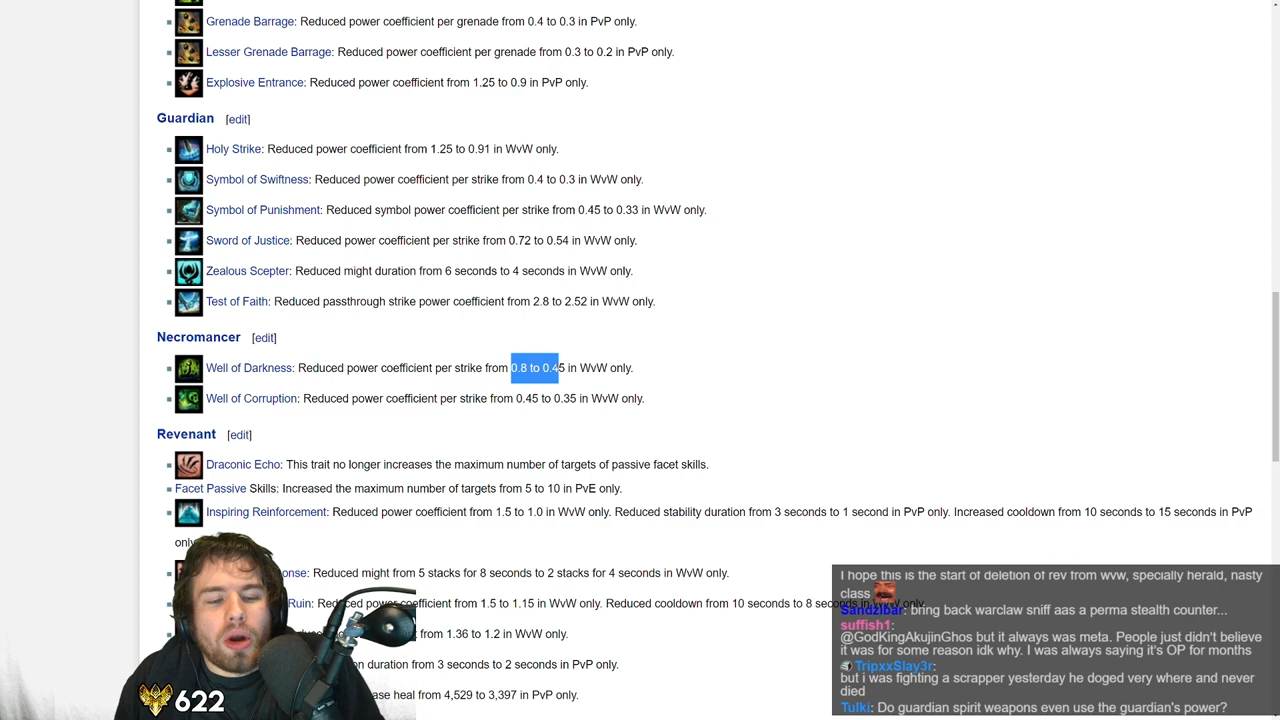 Grenade Barrage: Reduced power coefficient per grenade from 0.4 to 0.3 in PvP only.
Lesser Grenade Barrage: Reduced power coefficient per grenade from 0.3 to 0.2 in PvP only.
Explosive Entrance: Reduced power coefficient from 1.25 to 0.9 in PvP only.
Guardian [edit]
Holy Strike: Reduced power coefficient from 1.25 to 0.91 in WvW only.
Symbol of Swiftness: Reduced power coefficient per strike from 0.4 to 0.3 in WvW only.
Symbol of Punishment: Reduced symbol power coefficient per strike from 0.45 to 0.33 in WvW only.
Sword of Justice: Reduced power coefficient per strike from 0.72 to 0.54 in WvW only.
Zealous Scepter: Reduced might duration from 6 seconds to 4 seconds in WvW only.
Test of Faith: Reduced passthrough strike power coefficient from 2.8 to 2.52 in WvW only.
Necromancer [edit]
Well of Darkness: Reduced power coefficient per strike from 0.8 to 0.45 in WvW only.
Well of Corruption: Reduced power coefficient per strike from 0.45 to 0.35 in WvW only.
Revenant [edit]
Draconic Echo: This trait no longer increases the maximum number of targets of passive facet skills.
Facet Passive Skills: Increased the maximum number of targets from 5 to 10 in PvE only.
Inspiring Reinforcement: Reduced power coefficient from 1.5 to 1.0 in WvW only. Reduced stability duration from 3 seconds to 1 second in PvP only. Increased cooldown from 10 seconds to 15 seconds in PvP
only
onse: Reduced might from 5 stacks for 8 seconds to 2 stacks for 4 seconds in WvW only.
Ruin: Reduced power coefficient from 1.5 to 1.15 in WvW only. Reduced cooldown from 10 seconds to 8 seconds in WvW only.
from 1.36 to 1.2 in WvW only.
on duration from 3 seconds to 2 seconds in PvP only.
ase heal from 4,529 to 3,397 in PvP only.
622
I hope this is the start of deletion of rev from wvw, specially herald, nasty
class
Sandzibar: bring back warclaw sniff aas a perma stealth counter...
suffish1:
@GodKingAkujinGhos but it always was meta. People just didn't believe
it was for some reason idk why. I was always saying it's OP for months
TripxxSlay3r:
but i was fighting a scrapper yesterday he doged very where and never
died
Tulki: Do guardian spirit weapons even use the guardian's power?